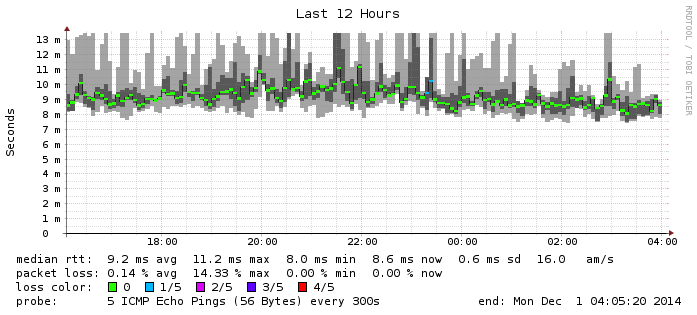 Last 12 Hours
RRDTOOL / TOBI OETIKER
Seconds
13 m
12 m
11 m
10 m
9 m
8 m
7 m
6 m
5 m
4 m
3 m
2 m
1 m
0
18:00 20:00 22:00 00:00 02:00 04:00
median rtt: 9.2 ms avg 11.2 ms max 8.0 ms min 8.6 ms now 0.6 ms sd 16.0 am/s
packet loss: 0.14 % avg 14.33 % max 0.00 % min 0.00 % now
loss color: 0 1/5 2/5 3/5 4/5
probe: 5 ICMP Echo Pings (56 Bytes) every 300s end: Mon Dec 1 04:05:20 2014